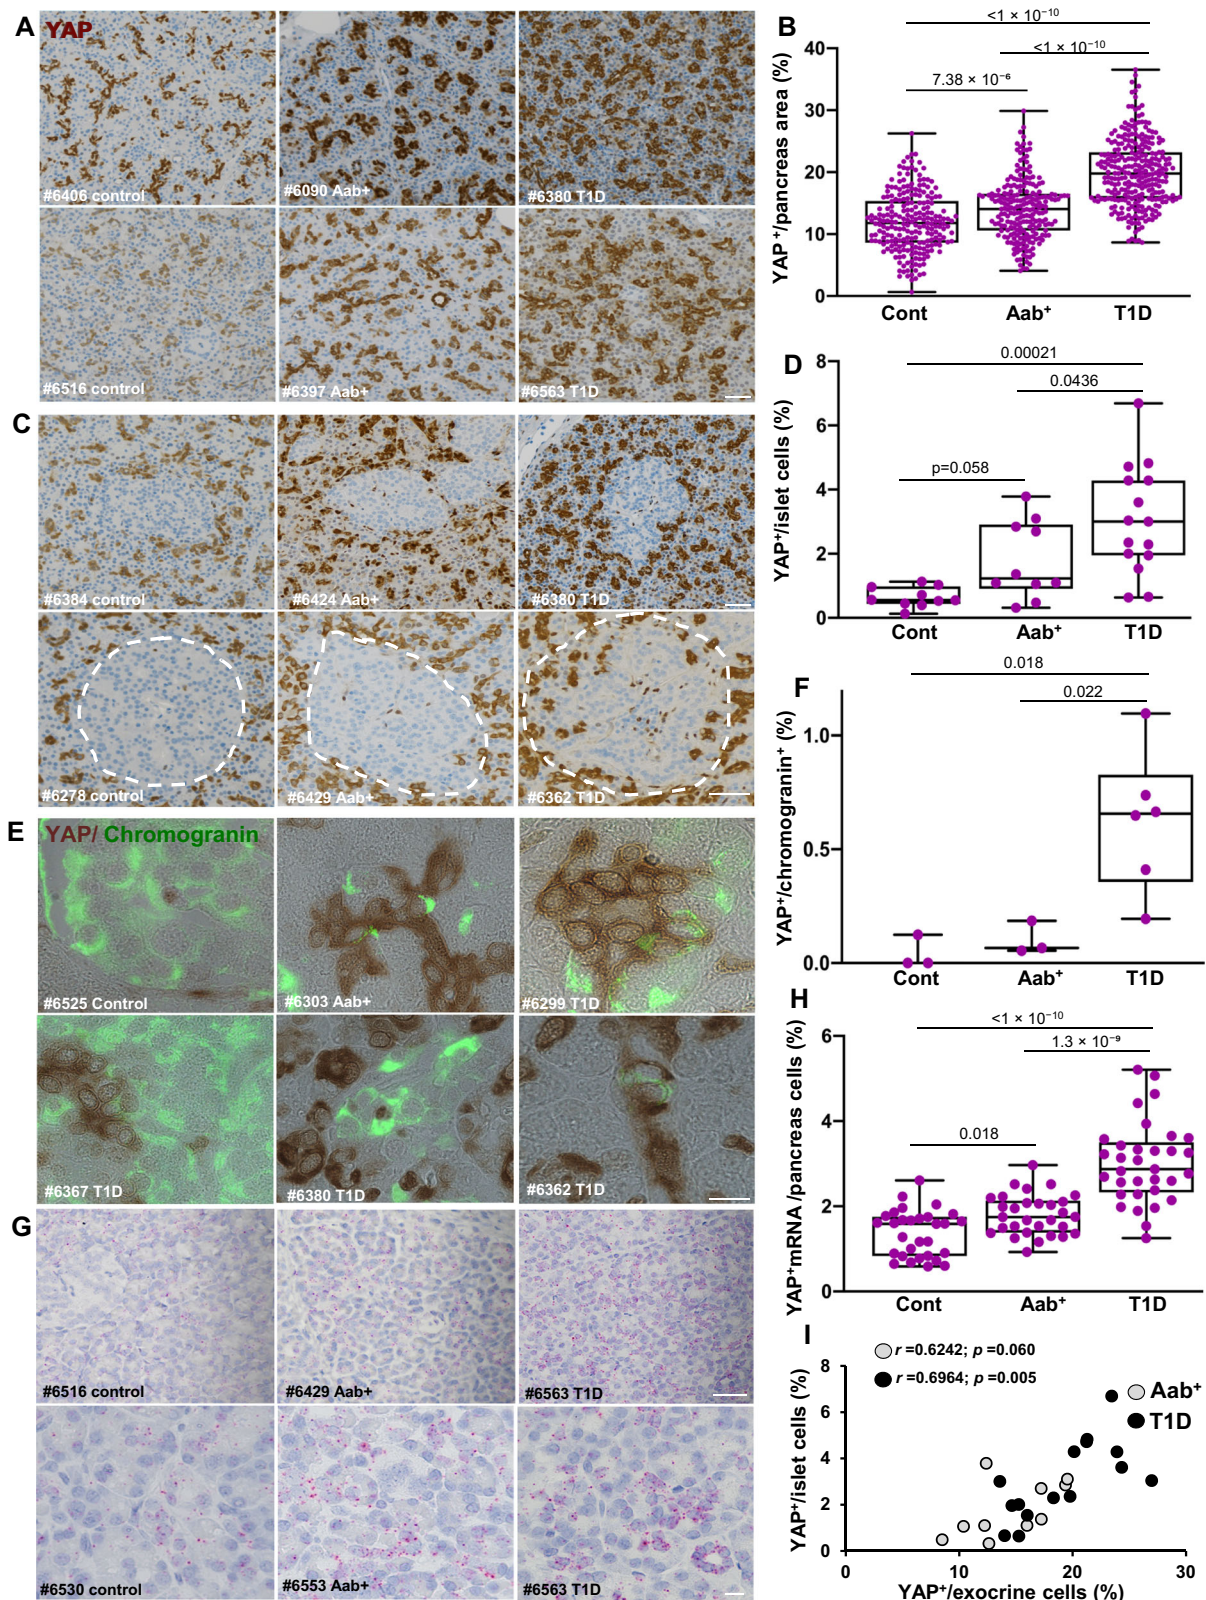 A
YAP
#6406 control
#6090 Aab+
#6380 T1D
#6516 control
#6397 Aab+
#6563 T1D
B
<1 × 10⁻¹⁰
<1 × 10⁻¹⁰
7.38 × 10⁻⁶
YAP⁺/pancreas area (%)
40
30
20
10
0
Cont
Aab⁺
T1D
C
#6384 control
#6424 Aab+
#6380 T1D
#6278 control
#6429 Aab+
#6362 T1D
D
0.00021
0.0436
p=0.058
YAP⁺/islet cells (%)
8
6
4
2
0
Cont
Aab⁺
T1D
E
YAP/ Chromogranin
#6525 Control
#6303 Aab+
#6299 T1D
#6367 T1D
#6380 T1D
#6362 T1D
F
0.018
0.022
YAP⁺/chromogranin⁺ (%)
1.0
0.5
0.0
Cont
Aab⁺
T1D
G
#6516 control
#6429 Aab+
#6563 T1D
#6530 control
#6553 Aab+
#6563 T1D
H
<1 × 10⁻¹⁰
1.3 × 10⁻⁹
0.018
YAP⁺mRNA /pancreas cells (%)
6
4
2
0
Cont
Aab⁺
T1D
I
r =0.6242; p =0.060
r =0.6964; p =0.005
Aab⁺
T1D
YAP⁺/islet cells (%)
8
6
4
2
0
0
10
20
30
YAP⁺/exocrine cells (%)